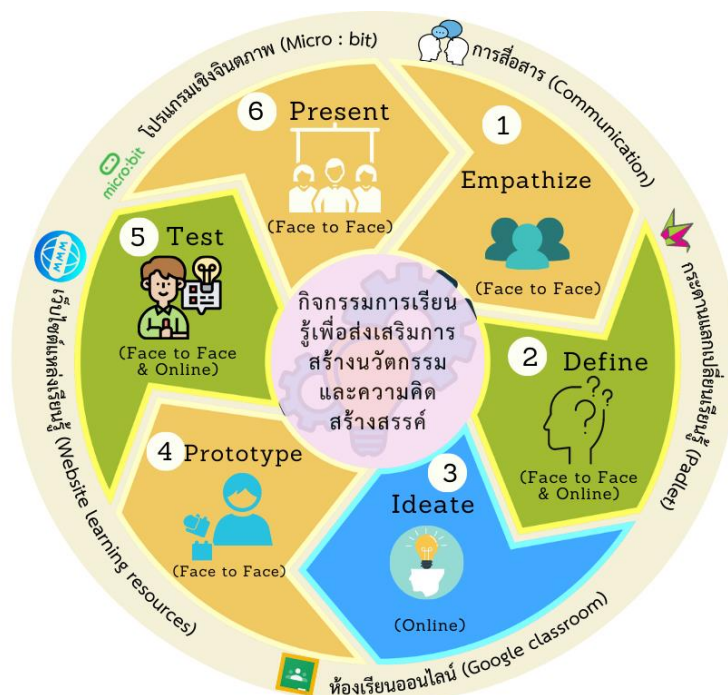 โปรแกรมเชิงจินตภาพ (Micro : bit)
การสื่อสาร (Communication)
กระดานแลกเปลี่ยนเรียนรู้ (Padlet)
ห้องเรียนออนไลน์ (Google classroom)
เว็บไซต์แหล่งเรียนรู้ (Website learning resources)
micro:bit
WWW
1
Empathize
(Face to Face)
2 Define
(Face to Face
& Online)
3
Ideate
(Online)
4 Prototype
(Face to Face)
5 Test
(Face to Face
& Online)
6 Present
(Face to Face)
กิจกรรมการเรียน
รู้เพื่อส่งเสริมการ
สร้างนวัตกรรม
และความคิด
สร้างสรรค์